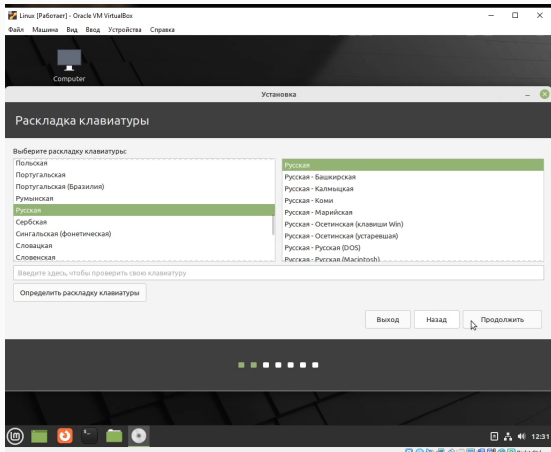 Linux [Работает] - Oracle VM VirtualBox
Файл Машина Вид Ввод Устройства Справка
Computer
Установка
Раскладка клавиатуры
Выберите раскладку клавиатуры:
Польская
Португальская
Португальская (Бразилия)
Румынская
Русская
Сербская
Сингальская (фонетическая)
Словацкая
Словенская
Русская
Русская - Башкирская
Русская - Калмыцкая
Русская - Коми
Русская - Марийская
Русская - Осетинская (клавиши Win)
Русская - Осетинская (устаревшая)
Русская - Русская (DOS)
Русская - Русская (Macintosh)
Введите здесь, чтобы проверить свою клавиатуру
Определить раскладку клавиатуры
Выход
Назад
Продолжить
12:31